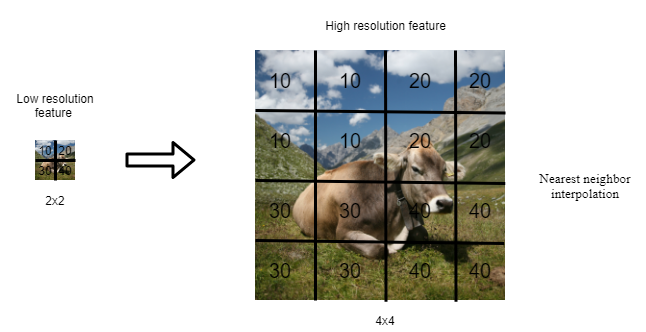 High resolution feature
Low resolution
feature
10 20
30 40
2x2
10 10 20 20
10 10 20 20
30 30 40 40
30 30 40 40
4x4
Nearest neighbor
interpolation